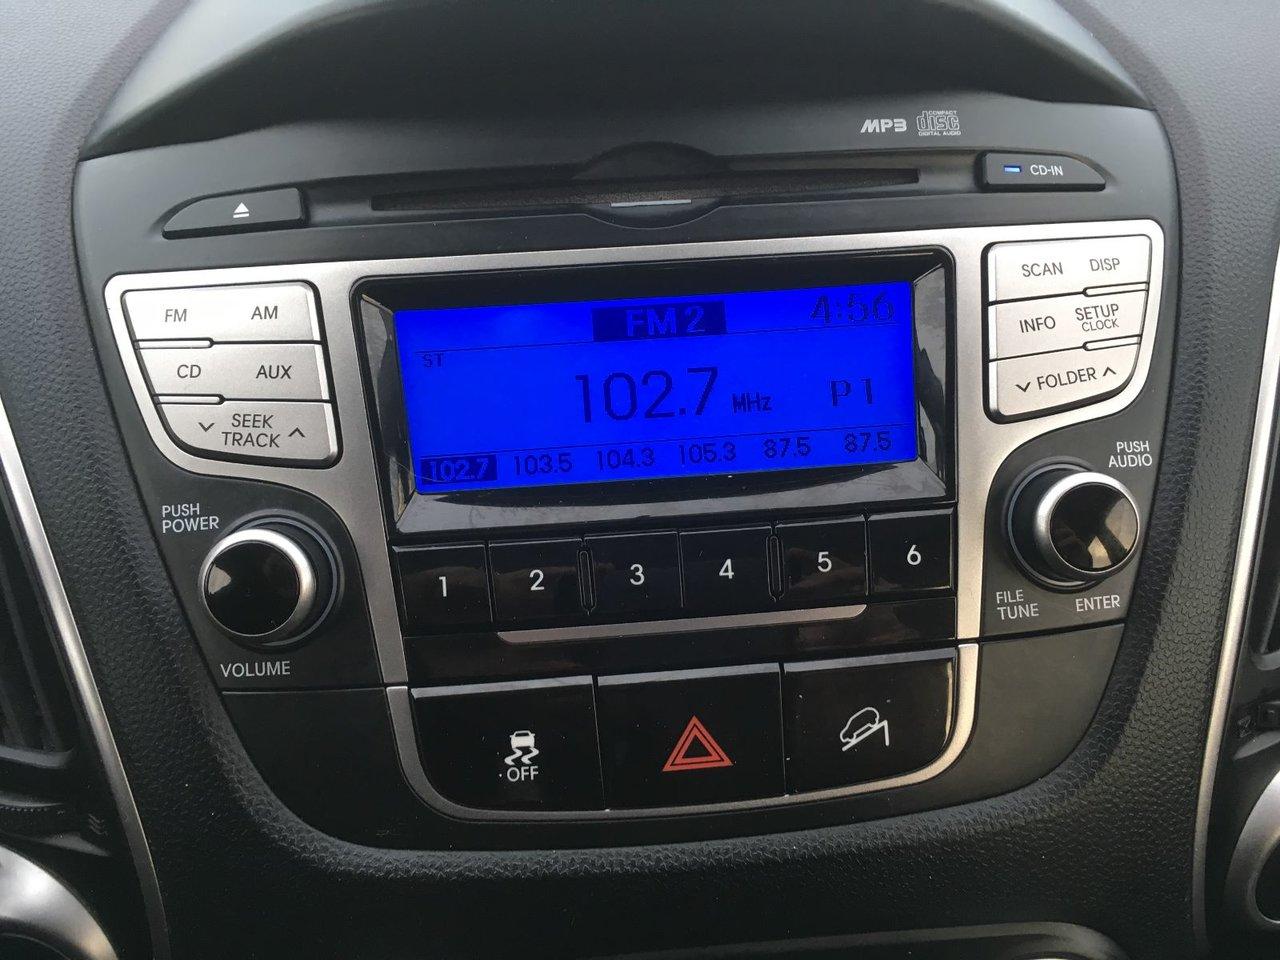 MP3 COMPACT disc DIGITAL AUDIO
CD-IN
FM AM
CD AUX
SEEK
TRACK
SCAN DISP
INFO SETUP
CLOCK
FOLDER
FM2 4:56
ST
102.7 MHz P1
102.7 103.5 104.3 105.3 87.5 87.5
PUSH
POWER
VOLUME
PUSH
AUDIO
FILE
TUNE
ENTER
1 2 3 4 5 6
OFF